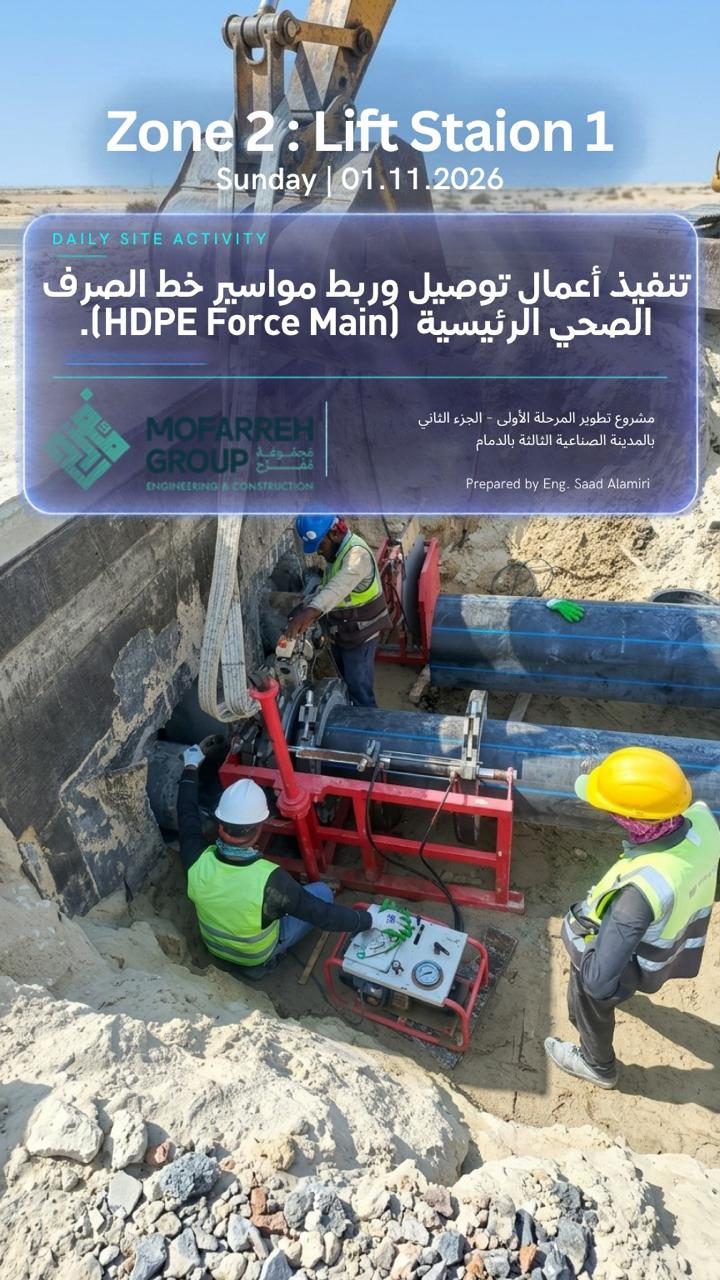 Zone 2 : Lift Staion 1
Sunday | 01.11.2026
DAILY SITE ACTIVITY
تنفيذ أعمال توصيل وربط مواسير خط الصرف
الصحي الرئيسية (HDPE Force Main).
MOFARREH
GROUP
مجموعة
مفرح
ENGINEERING & CONSTRUCTION
مشروع تطوير المرحلة الأولى - الجزء الثاني
بالمدينة الصناعية الثالثة بالدمام
Prepared by Eng. Saad Alamiri